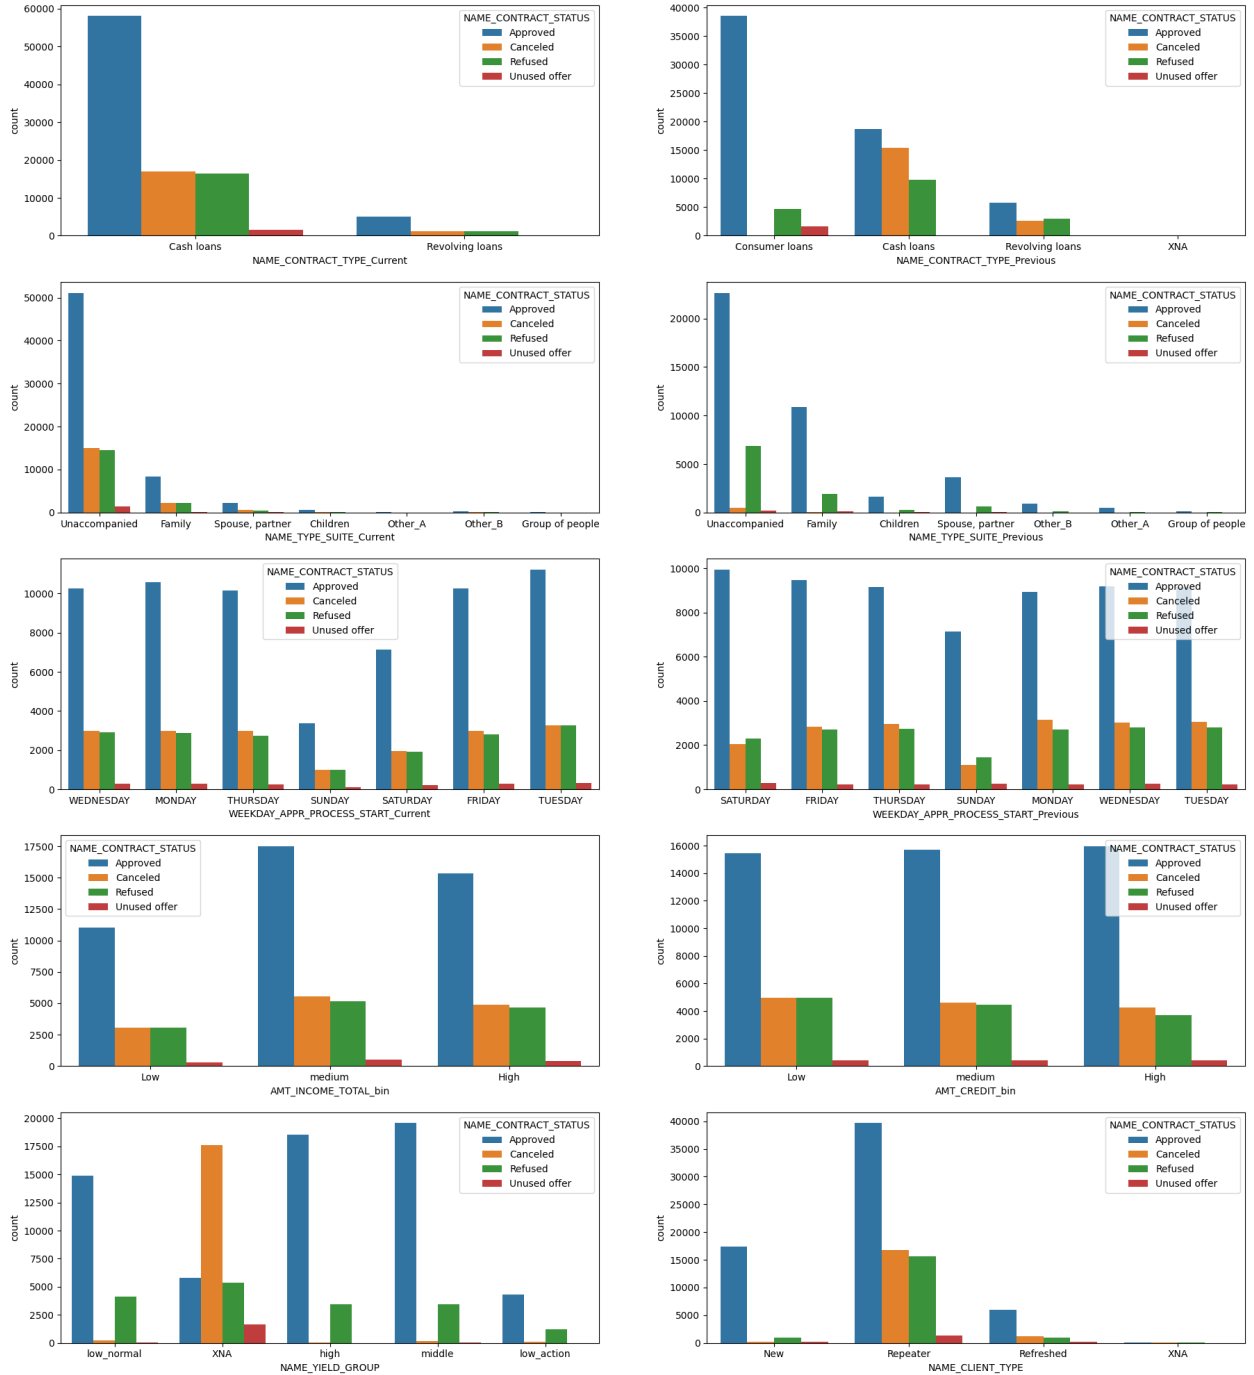 NAME_CONTRACT_STATUS
Approved
Canceled
Refused
Unused offer
count
60000
50000
40000
30000
20000
10000
0
Cash loans Revolving loans
NAME_CONTRACT_TYPE_Current
NAME_CONTRACT_STATUS
Approved
Canceled
Refused
Unused offer
count
40000
35000
30000
25000
20000
15000
10000
5000
0
Consumer loans Cash loans Revolving loans XNA
NAME_CONTRACT_TYPE_Previous
NAME_CONTRACT_STATUS
Approved
Canceled
Refused
Unused offer
count
50000
40000
30000
20000
10000
0
Unaccompanied Family Spouse, partner Children Other_A Other_B Group of people
NAME_TYPE_SUITE_Current
NAME_CONTRACT_STATUS
Approved
Canceled
Refused
Unused offer
count
20000
15000
10000
5000
0
Unaccompanied Family Children Spouse, partner Other_B Other_A Group of people
NAME_TYPE_SUITE_Previous
NAME_CONTRACT_STATUS
Approved
Canceled
Refused
Unused offer
count
10000
8000
6000
4000
2000
0
WEDNESDAY MONDAY THURSDAY SUNDAY SATURDAY FRIDAY TUESDAY
WEEKDAY_APPR_PROCESS_START_Current
NAME_CONTRACT_STATUS
Approved
Canceled
Refused
Unused offer
count
10000
8000
6000
4000
2000
0
SATURDAY FRIDAY THURSDAY SUNDAY MONDAY WEDNESDAY TUESDAY
WEEKDAY_APPR_PROCESS_START_Previous
NAME_CONTRACT_STATUS
Approved
Canceled
Refused
Unused offer
count
17500
15000
12500
10000
7500
5000
2500
0
Low medium High
AMT_INCOME_TOTAL_bin
NAME_CONTRACT_STATUS
Approved
Canceled
Refused
Unused offer
count
16000
14000
12000
10000
8000
6000
4000
2000
0
Low medium High
AMT_CREDIT_bin
NAME_CONTRACT_STATUS
Approved
Canceled
Refused
Unused offer
count
20000
17500
15000
12500
10000
7500
5000
2500
0
low_normal XNA high middle low_action
NAME_YIELD_GROUP
NAME_CONTRACT_STATUS
Approved
Canceled
Refused
Unused offer
count
40000
35000
30000
25000
20000
15000
10000
5000
0
New Repeater Refreshed XNA
NAME_CLIENT_TYPE